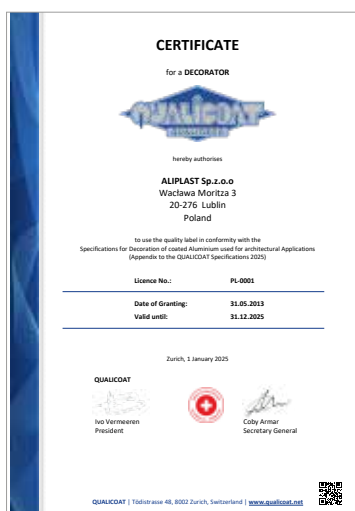 CERTIFICATE
for a DECORATOR
QUALICOAT
hereby authorises
ALIPLAST Sp.z.o.o
Wacława Moritza 3
20-276 Lublin
Poland
to use the quality label in conformity with the
Specifications for Decoration of coated Aluminium used for architectural Applications
(Appendix to the QUALICOAT Specifications 2025)
Licence No.: PL-0001
Date of Granting: 31.05.2013
Valid until: 31.12.2025
Zurich, 1 January 2025
QUALICOAT
Ivo Vermeeren
President
Coby Armar
Secretary General
QUALICOAT | Tödistrasse 48, 8002 Zurich, Switzerland | www.qualicoat.net